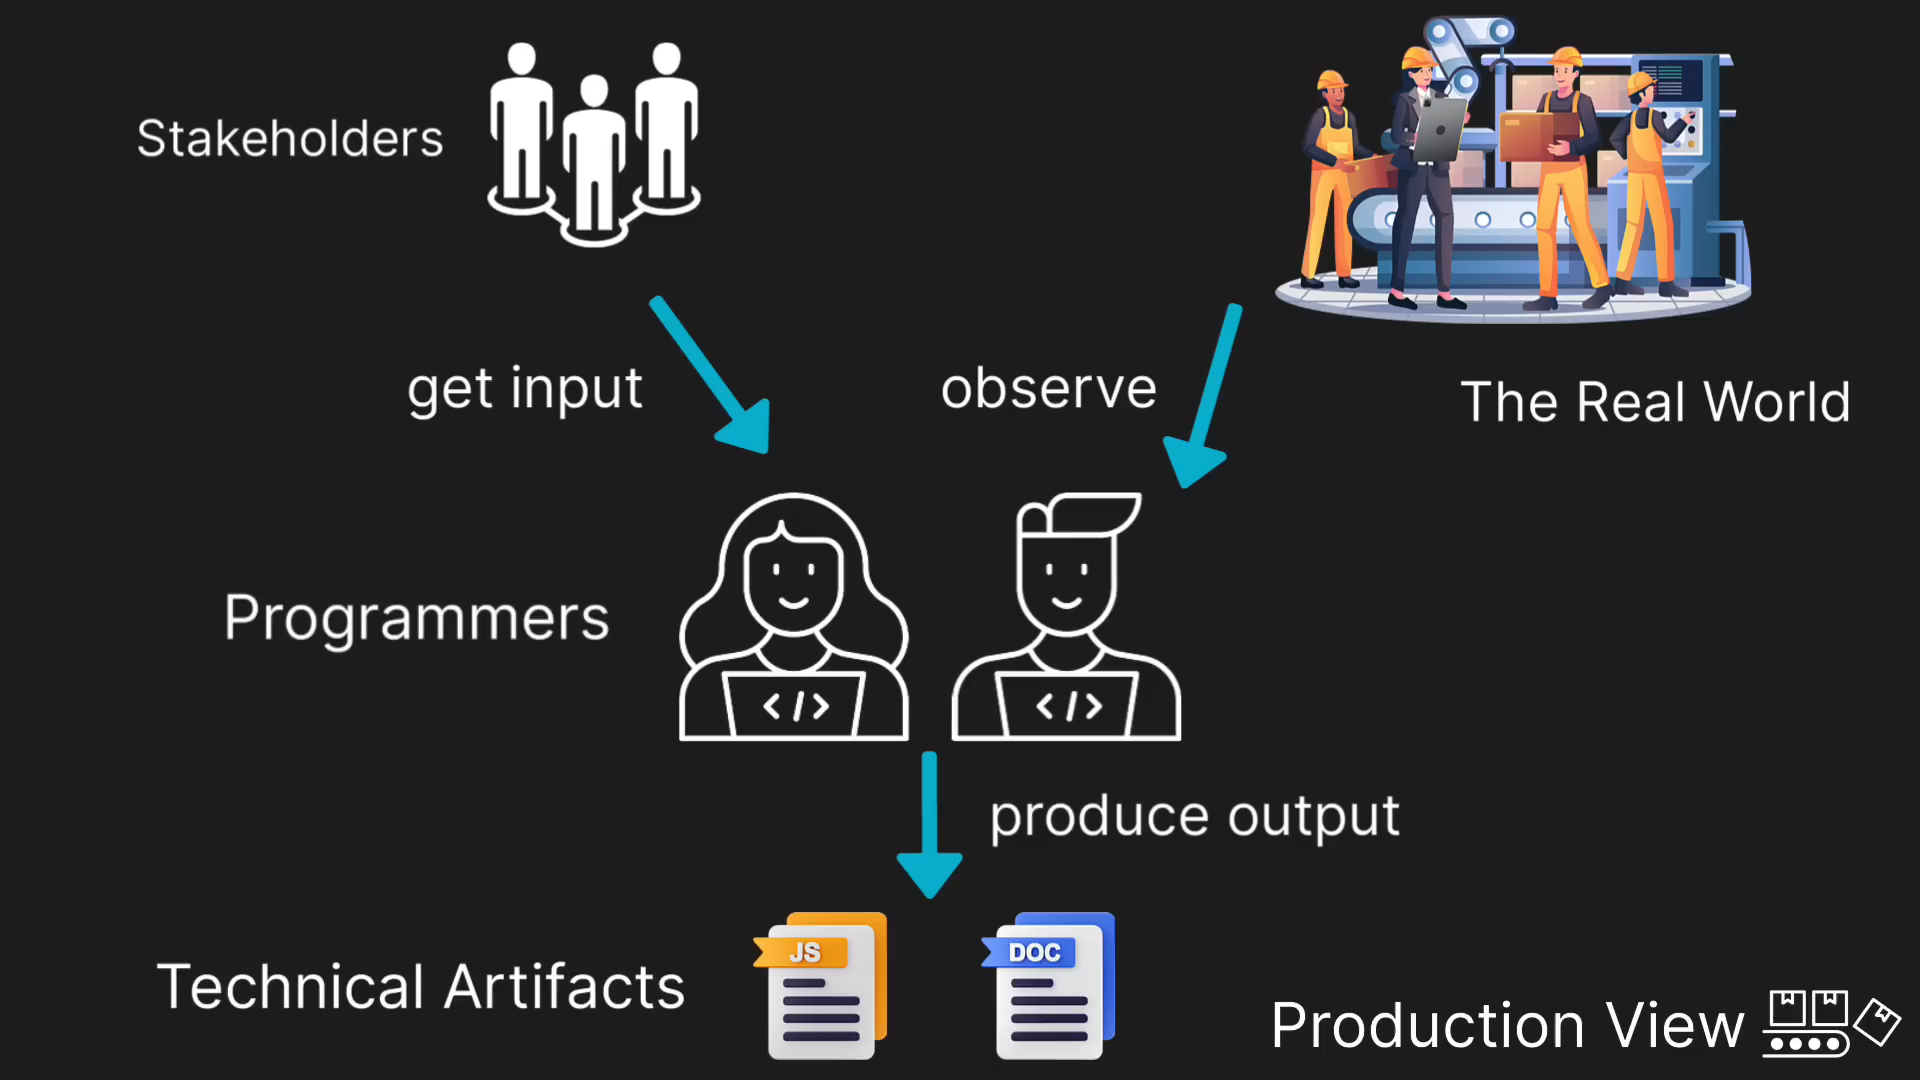 Stakeholders
get input
observe
The Real World
Programmers
</>
</>
produce output
Technical Artifacts
JS
DOC
Production View